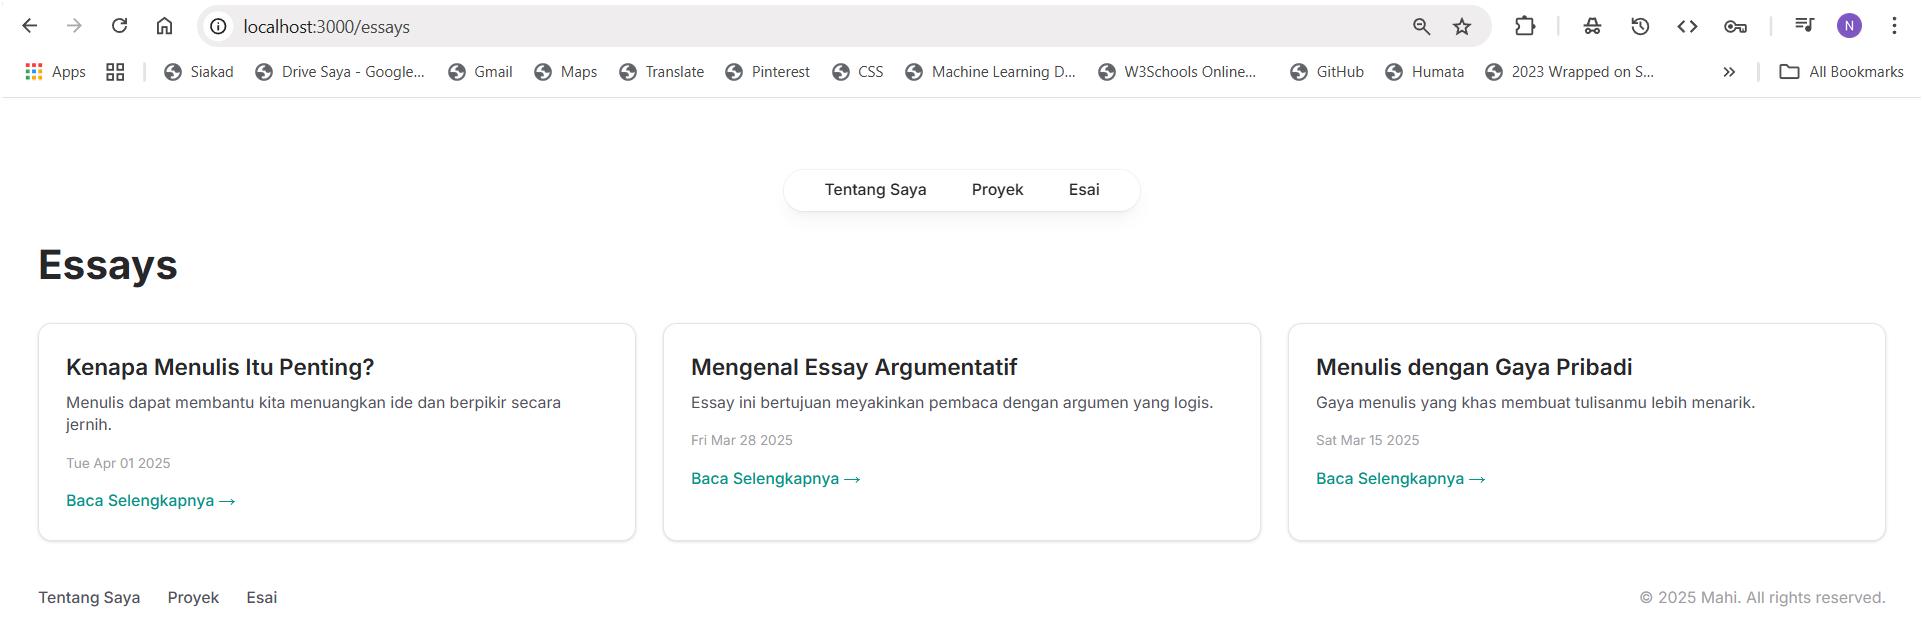 localhost:3000/essays
N
Apps
Siakad
Drive Saya - Google...
Gmail
Maps
Translate
Pinterest
CSS
Machine Learning D...
W3Schools Online...
GitHub
Humata
2023 Wrapped on S...
All Bookmarks
Tentang Saya
Proyek
Esai
Essays
Kenapa Menulis Itu Penting?
Menulis dapat membantu kita menuangkan ide dan berpikir secara
jernih.
Tue Apr 01 2025
Baca Selengkapnya →
Mengenal Essay Argumentatif
Essay ini bertujuan meyakinkan pembaca dengan argumen yang logis.
Fri Mar 28 2025
Baca Selengkapnya →
Menulis dengan Gaya Pribadi
Gaya menulis yang khas membuat tulisanmu lebih menarik.
Sat Mar 15 2025
Baca Selengkapnya →
Tentang Saya
Proyek
Esai
© 2025 Mahi. All rights reserved.